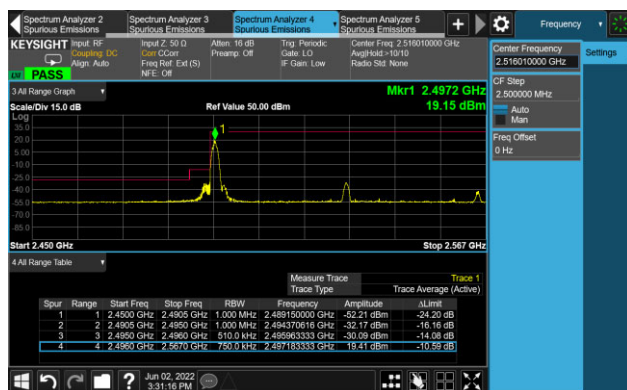 Spectrum Analyzer 2
Spurious Emissions
Spectrum Analyzer 3
Spurious Emissions
Spectrum Analyzer 4
Spurious Emissions
Spectrum Analyzer 5
Spurious Emissions
+
Frequency
KEYSIGHT
Input: RF
Coupling: DC
Align: Auto
Input Z: 50 Ω
Corr CCorr
Freq Ref: Ext (S)
NFE: Off
Atten: 16 dB
Preamp: Off
Trig: Periodic
Gate: LO
IF Gain: Low
Center Freq: 2.516010000 GHz
Avg|Hold:>10/10
Radio Std: None
PASS
Center Frequency
2.516010000 GHz
Settings
CF Step
2.500000 MHz
Auto
Man
Freq Offset
0 Hz
3 All Range Graph
Mkr1 2.4972 GHz
Scale/Div 15.0 dB
Ref Value 50.00 dBm
19.15 dBm
Log
35.0
20.0
5.00
-10.0
-25.0
-40.0
-55.0
-70.0
-85.0
1
Start 2.450 GHz
Stop 2.567 GHz
4 All Range Table
Measure Trace Trace 1
Trace Type Trace Average (Active)
Spur Range Start Freq Stop Freq RBW Frequency Amplitude ΔLimit
1 1 2.4500 GHz 2.4905 GHz 1.000 MHz 2.489150000 GHz -52.21 dBm -24.20 dB
2 2 2.4905 GHz 2.4950 GHz 1.000 MHz 2.494370616 GHz -32.17 dBm -16.16 dB
3 3 2.4950 GHz 2.4960 GHz 510.0 kHz 2.495963333 GHz -30.09 dBm -14.08 dB
4 4 2.4960 GHz 2.5670 GHz 750.0 kHz 2.497183333 GHz 19.41 dBm -10.59 dB
?
Jun 02, 2022
3:31:16 PM